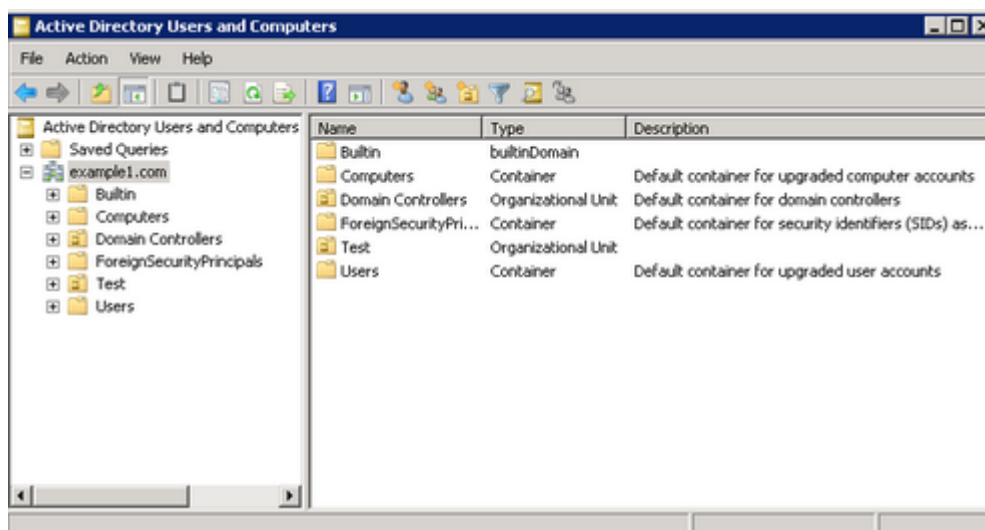 Active Directory Users and Computers
File Action View Help
Active Directory Users and Computers
Saved Queries
example1.com
Builtin
Computers
Domain Controllers
ForeignSecurityPrincipals
Test
Users
Name Type Description
Builtin builtinDomain
Computers Container Default container for upgraded computer accounts
Domain Controllers Organizational Unit Default container for domain controllers
ForeignSecurityPri... Container Default container for security identifiers (SIDs) as...
Test Organizational Unit
Users Container Default container for upgraded user accounts